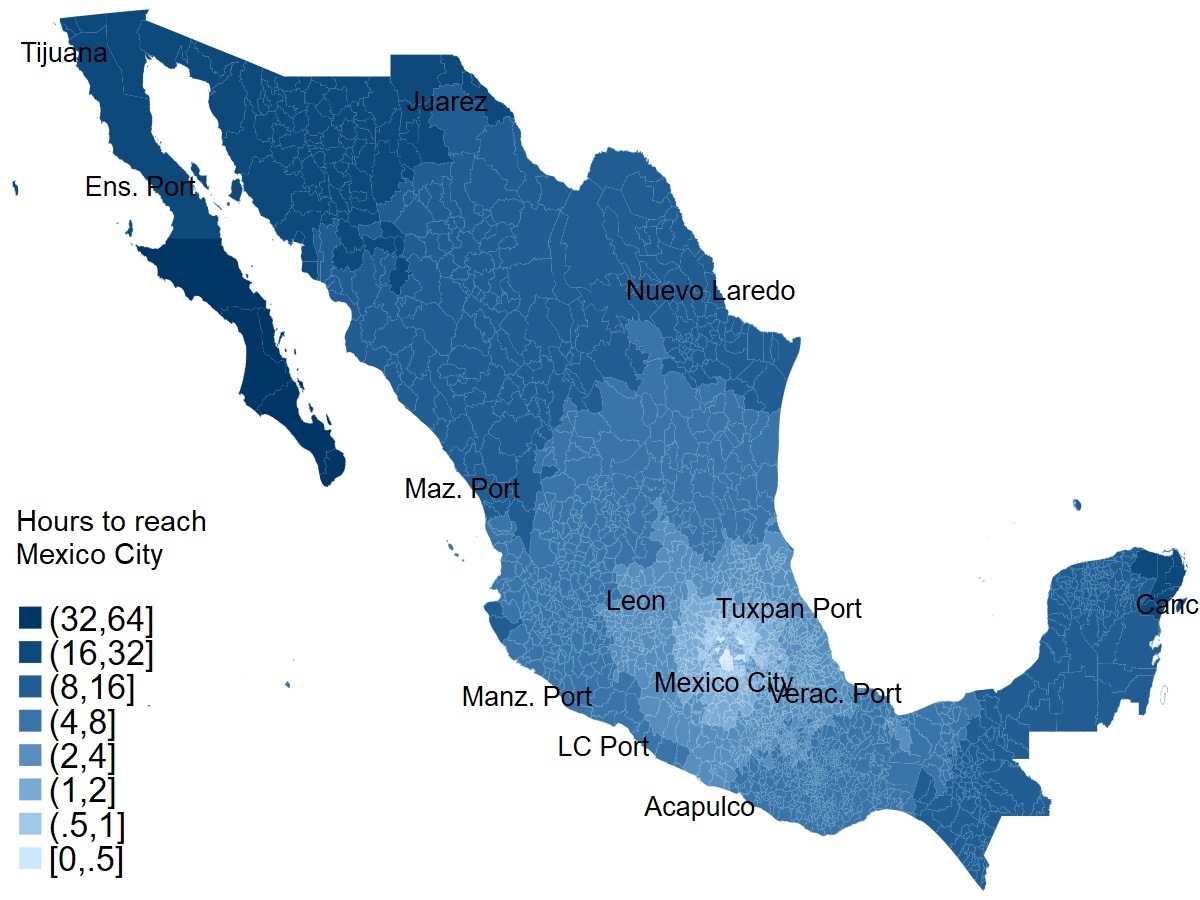 Tijuana
Juarez
Ens. Port
Nuevo Laredo
Maz. Port
Hours to reach
Mexico City
Leon
Tuxpan Port
Canc
(32,64]
(16,32]
(8,16]
(4,8]
(2,4]
(1,2]
(.5,1]
[0,.5]
Mexico City
Verac. Port
Manz. Port
LC Port
Acapulco